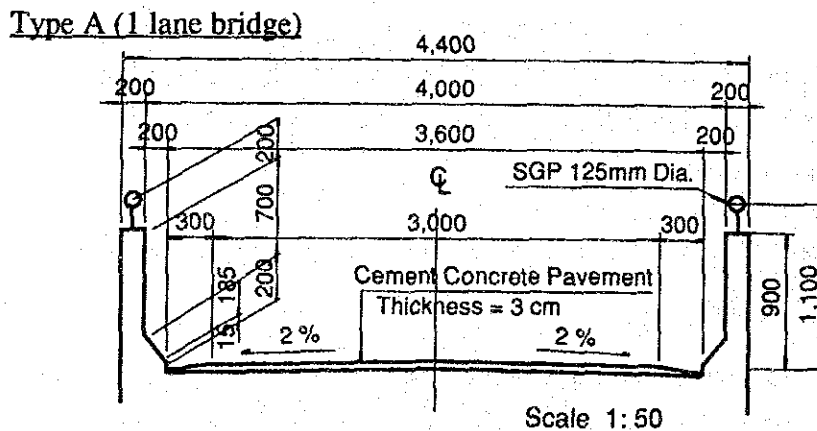 Type A (1 lane bridge)
4,400
200 4,000 200
200 3,600 200
200
700
200
185
15
℄
SGP 125mm Dia.
300 3,000 300
Cement Concrete Pavement
Thickness = 3 cm
2 % 2 %
900
1,100
Scale 1:50